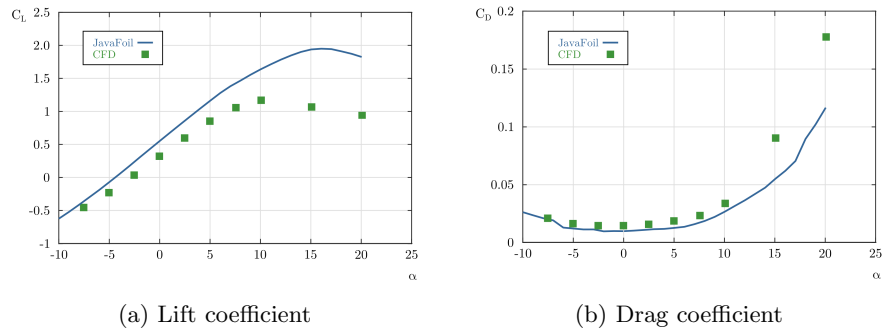 C_L 2.5
2.0
1.5
1.0
1
0.5
0
-0.5
-1
-10 -5 0 5 10 15 20 25
α
JavaFoil
CFD
(a) Lift coefficient
C_D 0.2
0.15
0.1
0.05
0
-10 -5 0 5 10 15 20 25
α
JavaFoil
CFD
(b) Drag coefficient